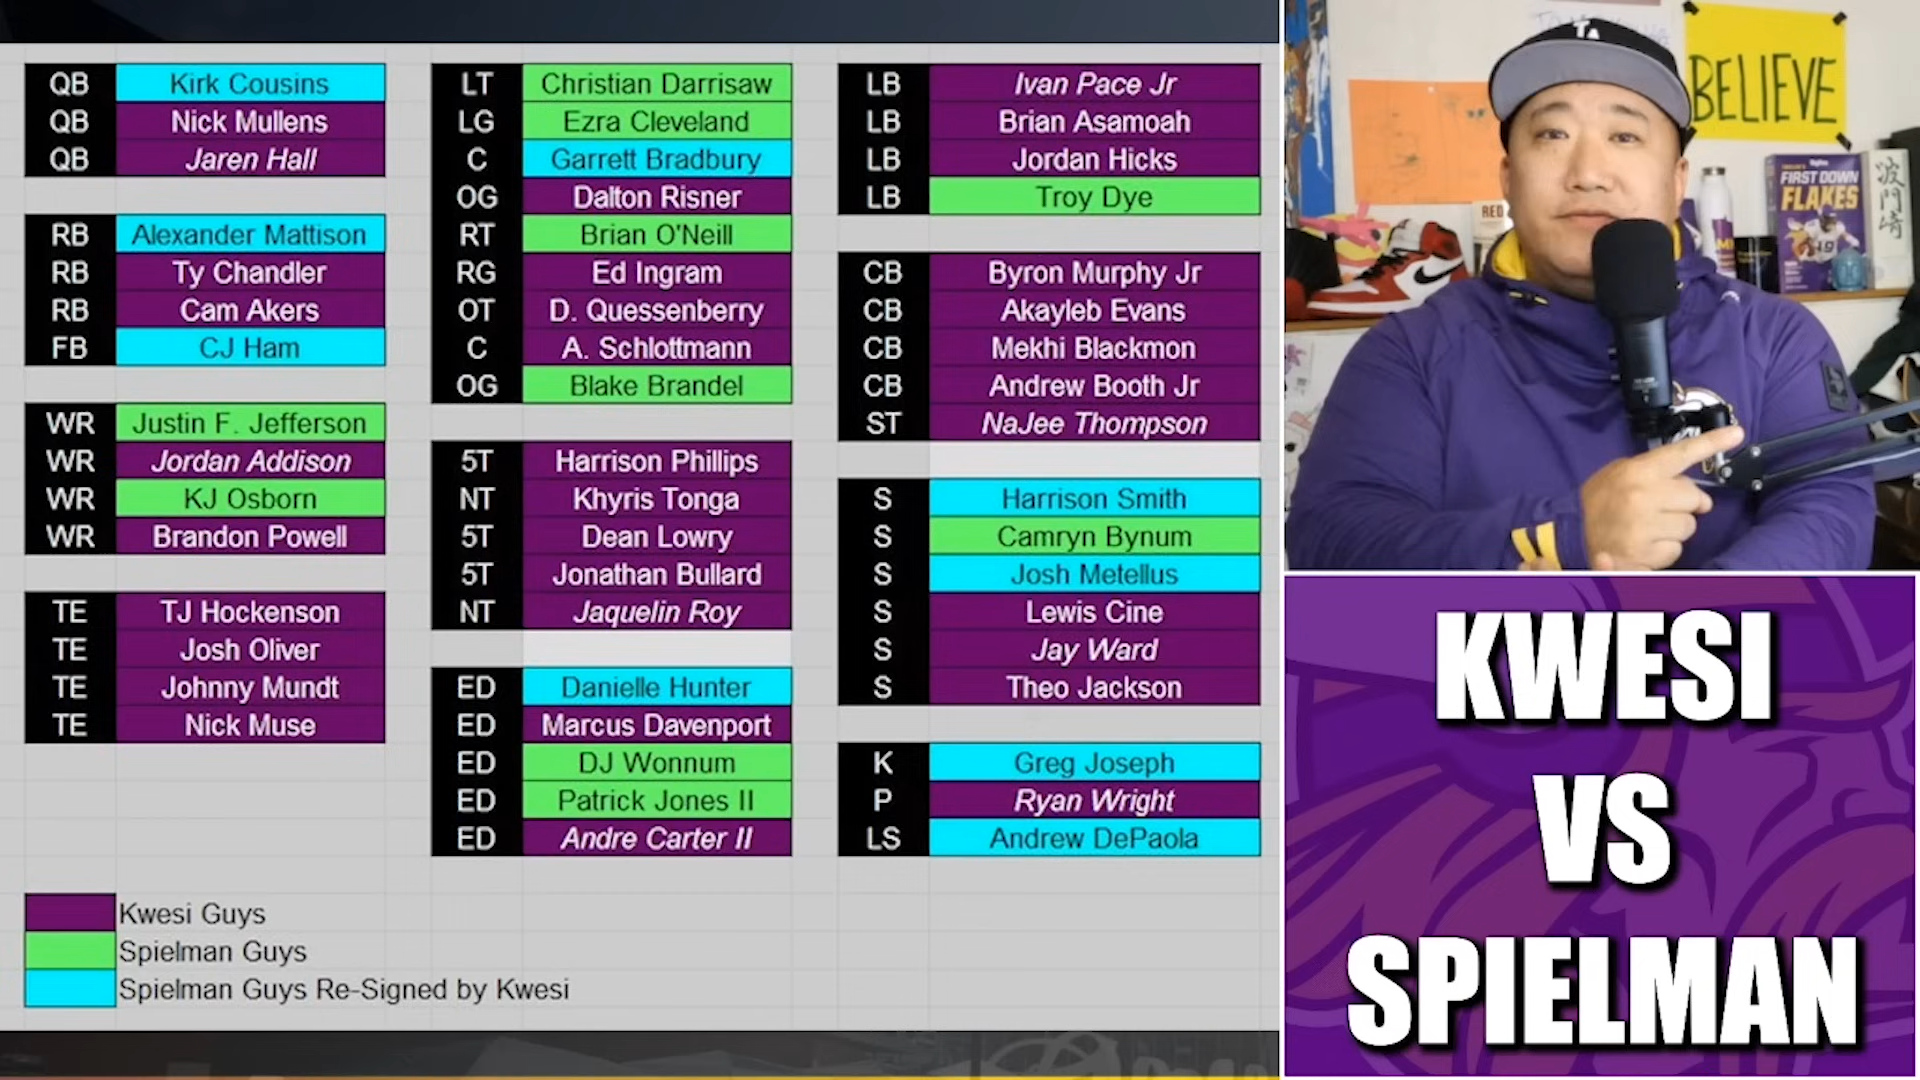 QB Kirk Cousins
QB Nick Mullens
QB Jaren Hall
RB Alexander Mattison
RB Ty Chandler
RB Cam Akers
FB CJ Ham
WR Justin F. Jefferson
WR Jordan Addison
WR KJ Osborn
WR Brandon Powell
TE TJ Hockenson
TE Josh Oliver
TE Johnny Mundt
TE Nick Muse
LT Christian Darrisaw
LG Ezra Cleveland
C Garrett Bradbury
OG Dalton Risner
RT Brian O'Neill
RG Ed Ingram
OT D. Quessenberry
C A. Schlottmann
OG Blake Brandel
5T Harrison Phillips
NT Khyris Tonga
5T Dean Lowry
5T Jonathan Bullard
NT Jaquelin Roy
ED Danielle Hunter
ED Marcus Davenport
ED DJ Wonnum
ED Patrick Jones II
ED Andre Carter II
LB Ivan Pace Jr
LB Brian Asamoah
LB Jordan Hicks
LB Troy Dye
CB Byron Murphy Jr
CB Akayleb Evans
CB Mekhi Blackmon
CB Andrew Booth Jr
ST NaJee Thompson
S Harrison Smith
S Camryn Bynum
S Josh Metellus
S Lewis Cine
S Jay Ward
S Theo Jackson
K Greg Joseph
P Ryan Wright
LS Andrew DePaola
Kwesi Guys
Spielman Guys
Spielman Guys Re-Signed by Kwesi
BELIEVE
FIRST DOWN
FLAKES
RED
KWESI
VS
SPIELMAN